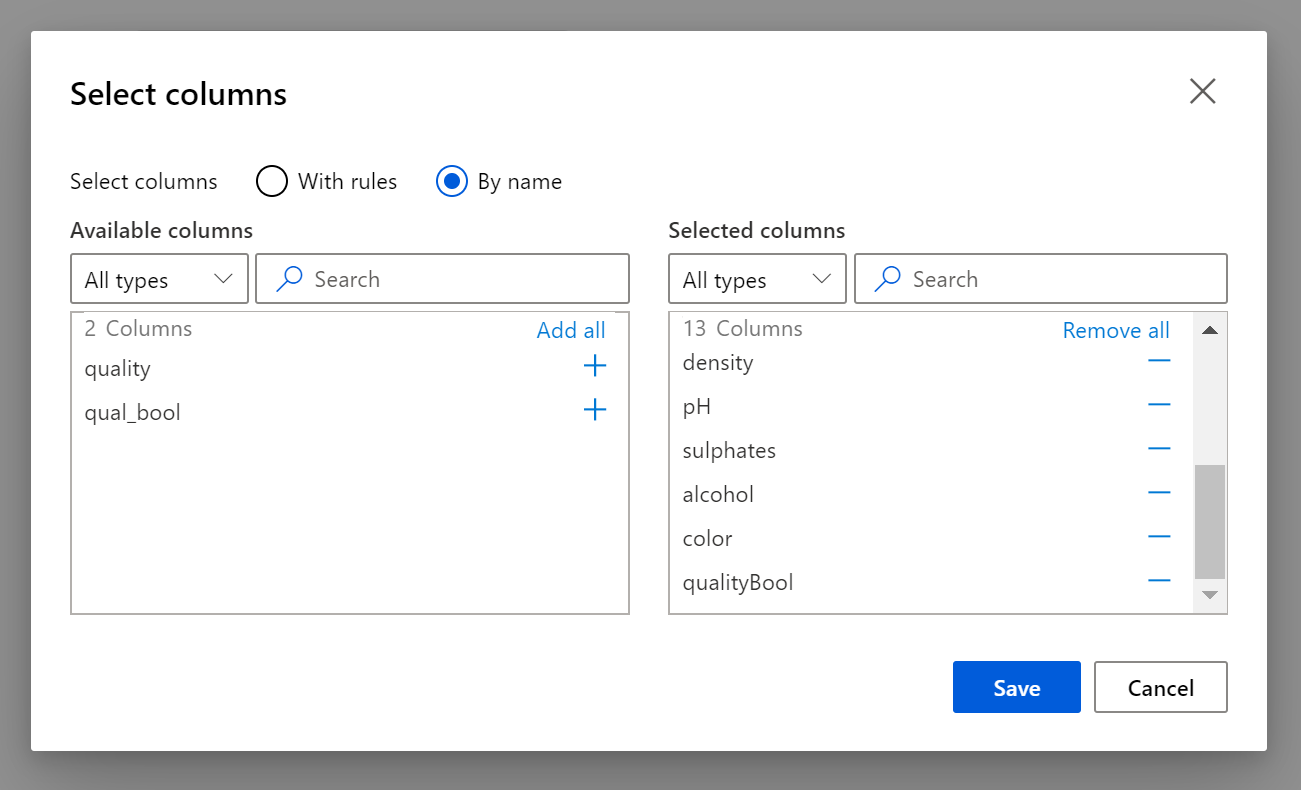 Select columns
Select columns With rules By name
Available columns
All types Search
2 Columns Add all
quality
qual_bool
Selected columns
All types Search
13 Columns Remove all
density
pH
sulphates
alcohol
color
qualityBool
Save Cancel